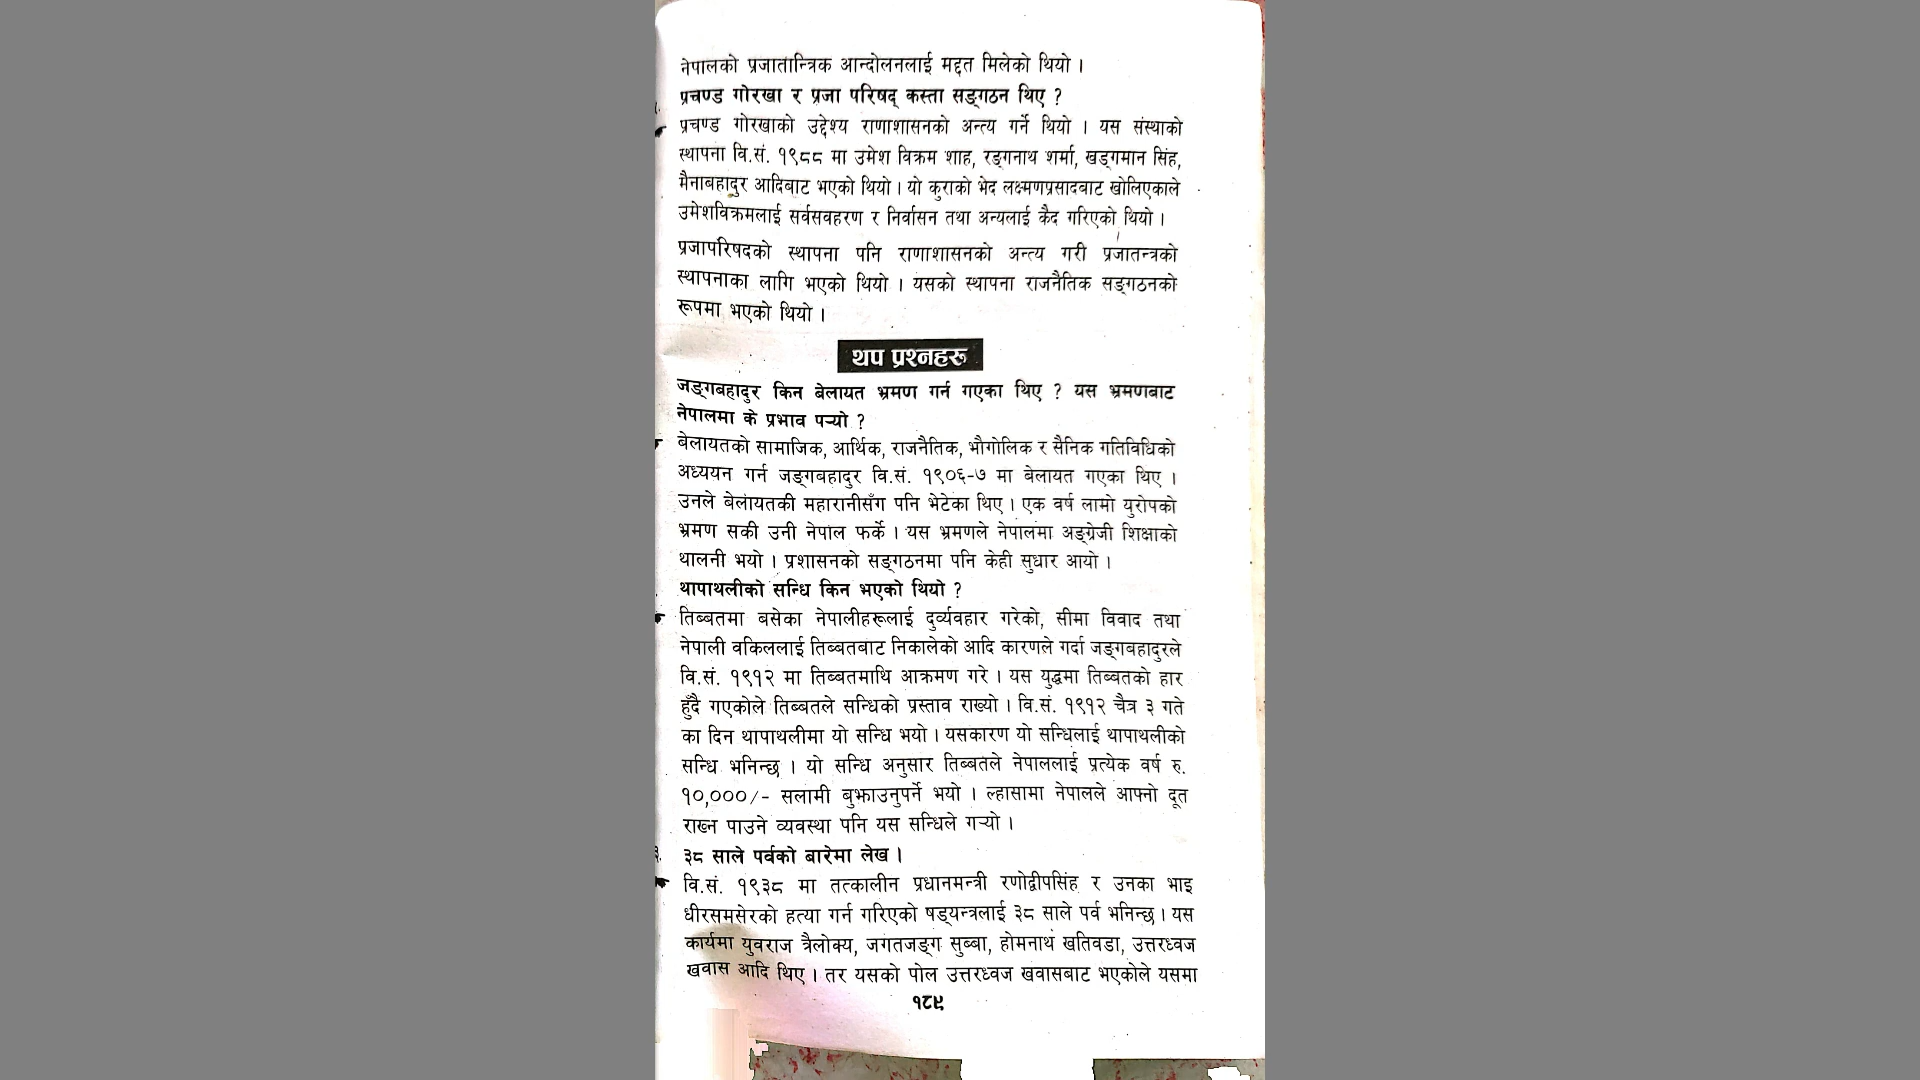 नेपालको प्रजातान्त्रिक आन्दोलनलाई मद्दत मिलेको थियो ।
प्रचण्ड गोरखा र प्रजा परिषद् कस्ता सङ्गठन थिए ?
प्रचण्ड गोरखाको उद्देश्य राणाशासनको अन्त्य गर्ने थियो । यस संस्थाको
स्थापना वि.सं. १९८८ मा उमेश विक्रम शाह, रङ्गनाथ शर्मा, खड्गमान सिंह,
मैनाबहादुर आदिबाट भएको थियो । यो कुराको भेद लक्ष्मणप्रसादबाट खोलिएकाले
उमेशविक्रमलाई सर्वसवहरण र निर्वासन तथा अन्यलाई कैद गरिएको थियो ।
प्रजापरिषदको स्थापना पनि राणाशासनको अन्त्य गरी प्रजातन्त्रको
स्थापनाका लागि भएको थियो । यसको स्थापना राजनैतिक सङ्गठनको
रूपमा भएको थियो ।
थप प्रश्नहरू
जङ्गबहादुर किन बेलायत भ्रमण गर्न गएका थिए ? यस भ्रमणबाट
नेपालमा के प्रभाव पर्‍यो ?
बेलायतको सामाजिक, आर्थिक, राजनैतिक, भौगोलिक र सैनिक गतिविधिको
अध्ययन गर्न जङ्गबहादुर वि.सं. १९०६-७ मा बेलायत गएका थिए ।
उनले बेलायतकी महारानीसँग पनि भेटेका थिए । एक वर्ष लामो युरोपको
भ्रमण सकी उनी नेपाल फर्के । यस भ्रमणले नेपालमा अङ्ग्रेजी शिक्षाको
थालनी भयो । प्रशासनको सङ्गठनमा पनि केही सुधार आयो ।
थापाथलीको सन्धि किन भएको थियो ?
तिब्बतमा बसेका नेपालीहरूलाई दुर्व्यवहार गरेको, सीमा विवाद तथा
नेपाली वकिललाई तिब्बतबाट निकालेको आदि कारणले गर्दा जङ्गबहादुरले
वि.सं. १९१२ मा तिब्बतमाथि आक्रमण गरे । यस युद्धमा तिब्बतको हार
हुँदै गएकोले तिब्बतले सन्धिको प्रस्ताव राख्यो । वि.सं. १९१२ चैत्र ३ गते
का दिन थापाथलीमा यो सन्धि भयो । यसकारण यो सन्धिलाई थापाथलीको
सन्धि भनिन्छ । यो सन्धि अनुसार तिब्बतले नेपाललाई प्रत्येक वर्ष रु.
१०,०००/- सलामी बुझाउनुपर्ने भयो । ल्हासामा नेपालले आफ्नो दूत
राख्न पाउने व्यवस्था पनि यस सन्धिले गर्‍यो ।
३. ३८ साले पर्वको बारेमा लेख ।
वि.सं. १९३८ मा तत्कालीन प्रधानमन्त्री रणोद्वीपसिंह र उनका भाइ
धीरसमसेरको हत्या गर्न गरिएको षड्यन्त्रलाई ३८ साले पर्व भनिन्छ । यस
कार्यमा युवराज त्रैलोक्य, जगतजङ्ग सुब्बा, होमनाथ खतिवडा, उत्तरध्वज
खवास आदि थिए । तर यसको पोल उत्तरध्वज खवासबाट भएकोले यसमा
१८९